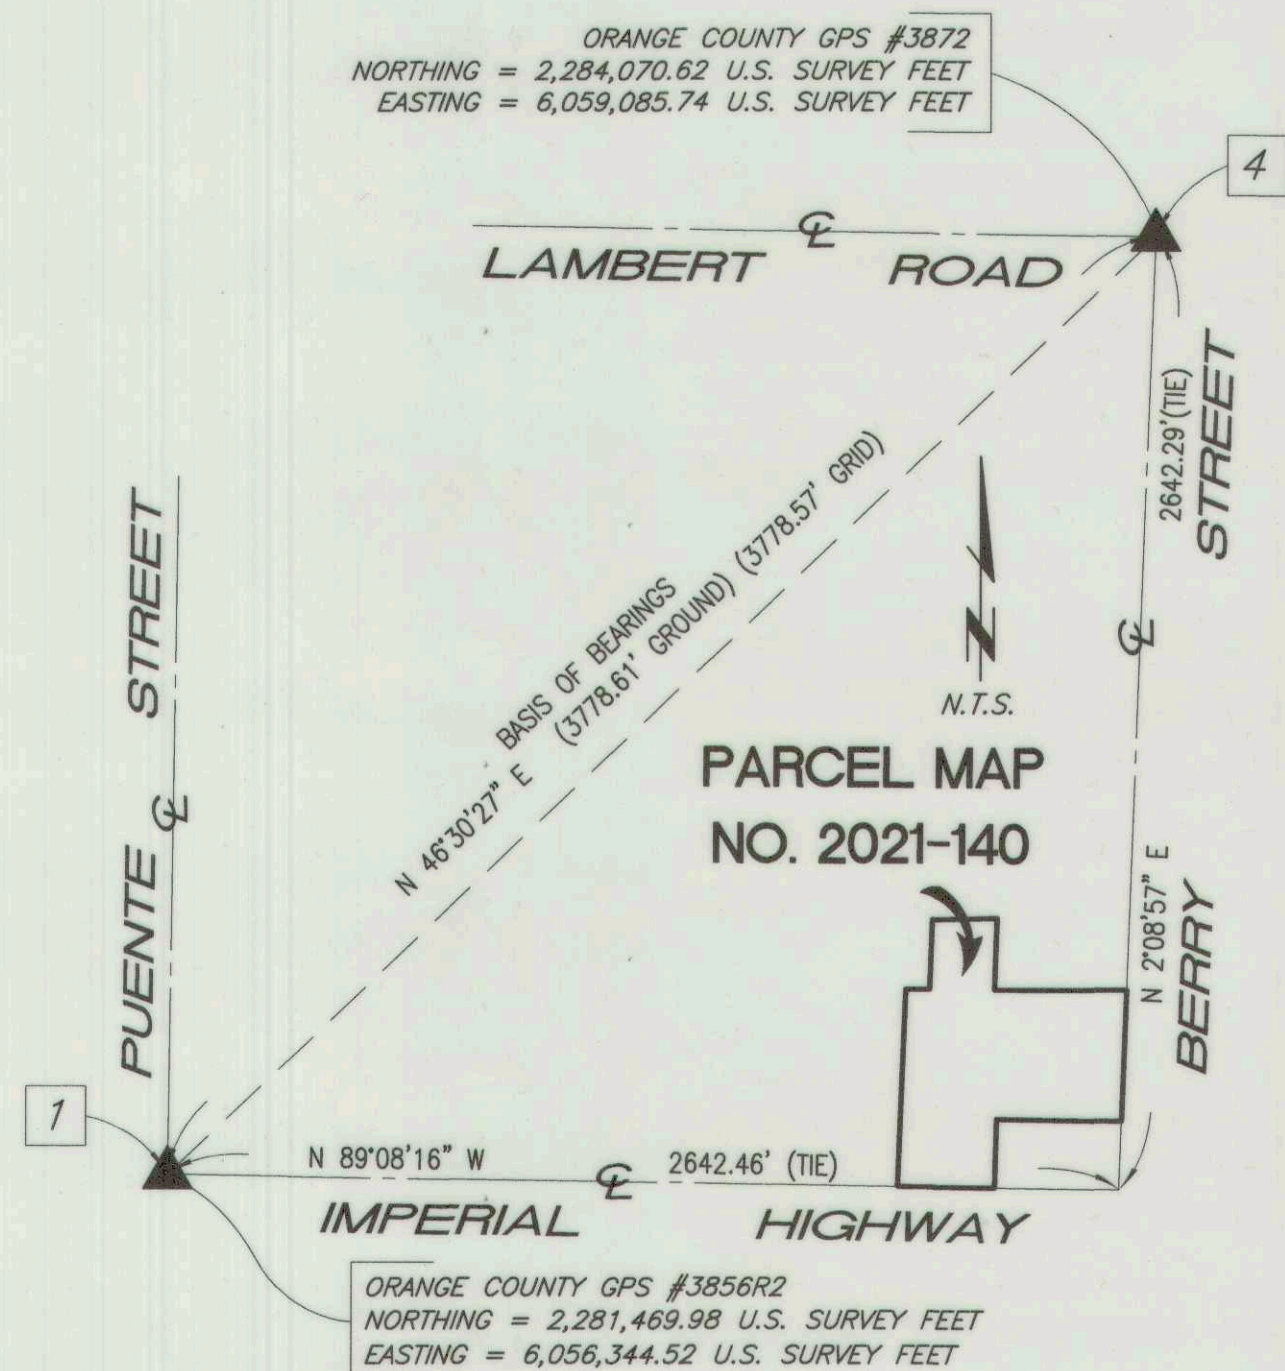 ORANGE COUNTY GPS #3872
NORTHING = 2,284,070.62 U.S. SURVEY FEET
EASTING = 6,059,085.74 U.S. SURVEY FEET
4
℄
LAMBERT ROAD
2642.29'(TIE)
STREET
BASIS OF BEARINGS
N 46°30'27" E (3778.61' GROUND) (3778.57' GRID)
N
N.T.S.
℄
PARCEL MAP
NO. 2021-140
PUENTE ℄ STREET
N 2°08'57" E
BERRY
1
N 89°08'16" W ℄ 2642.46' (TIE)
IMPERIAL HIGHWAY
ORANGE COUNTY GPS #3856R2
NORTHING = 2,281,469.98 U.S. SURVEY FEET
EASTING = 6,056,344.52 U.S. SURVEY FEET